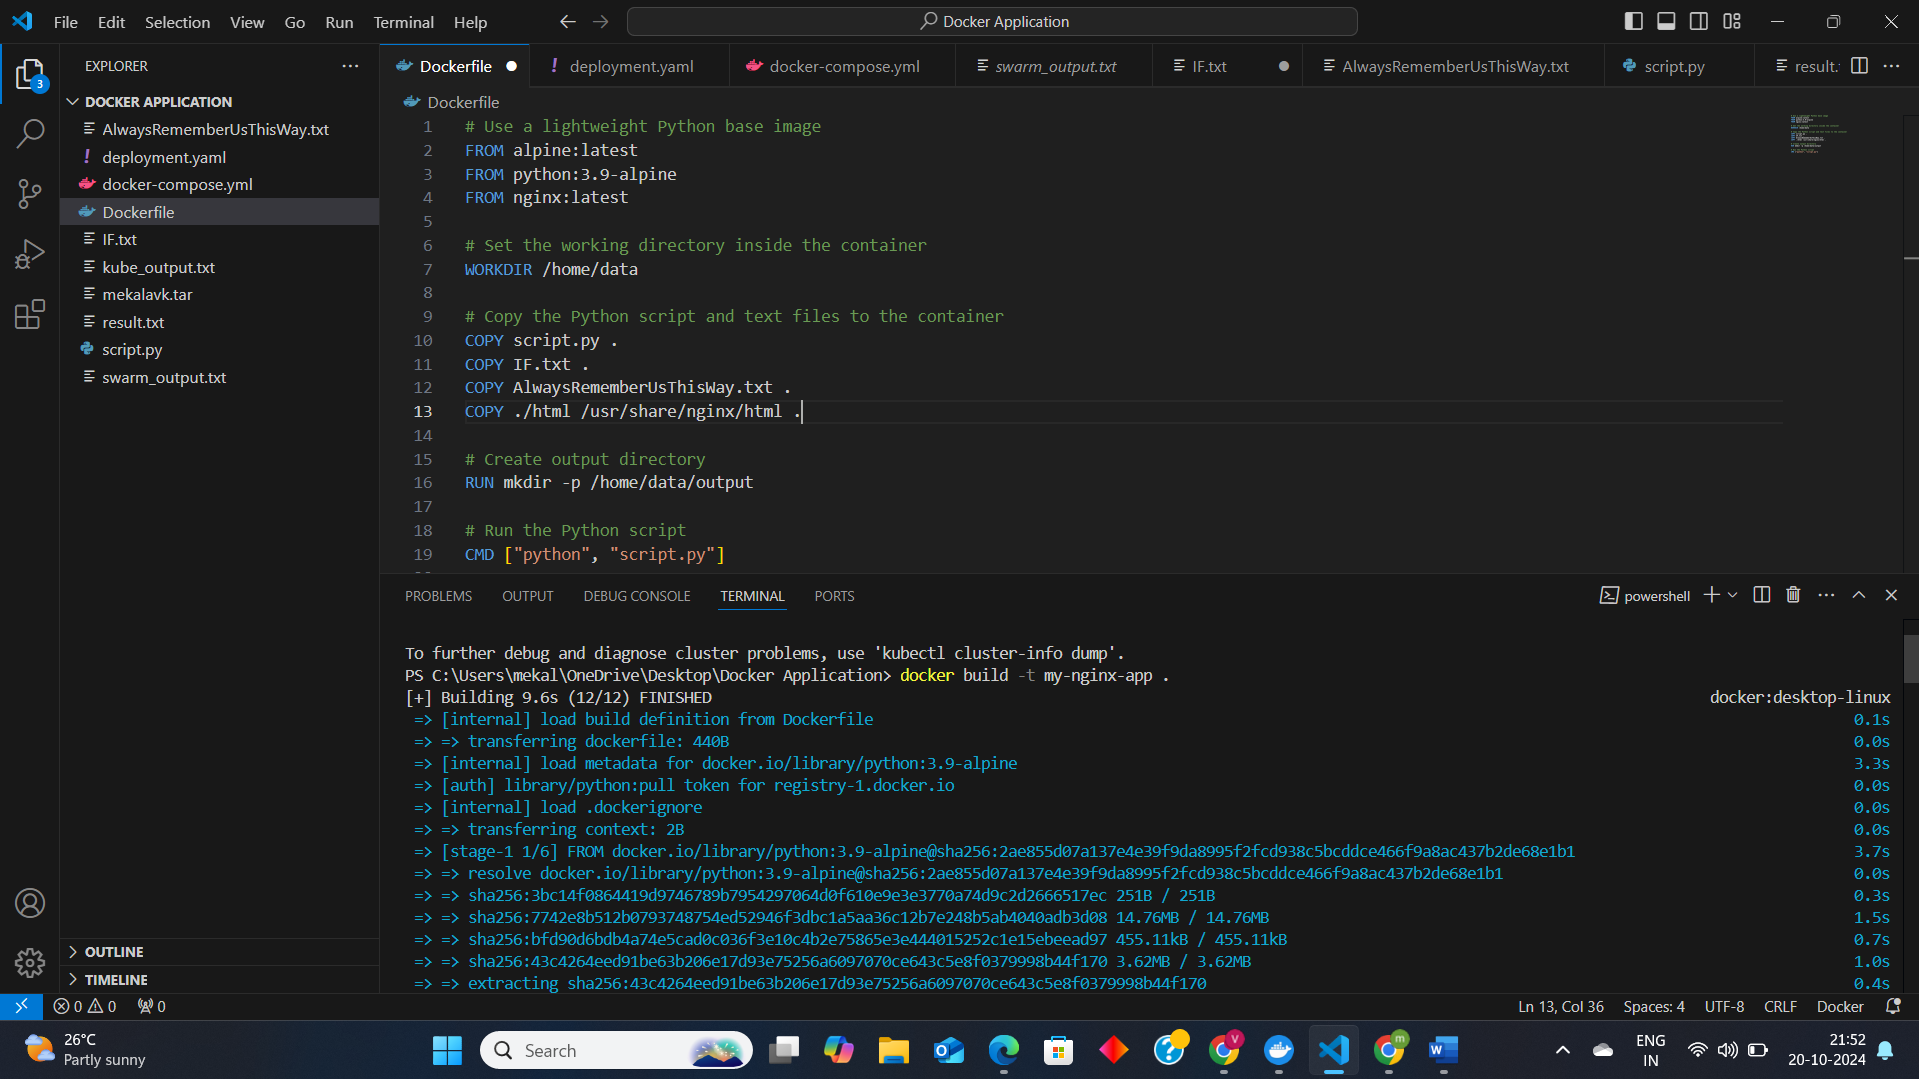 File Edit Selection View Go Run Terminal Help
Docker Application
EXPLORER
3
DOCKER APPLICATION
AlwaysRememberUsThisWay.txt
! deployment.yaml
docker-compose.yml
Dockerfile
IF.txt
kube_output.txt
mekalavk.tar
result.txt
script.py
swarm_output.txt
OUTLINE
TIMELINE
Dockerfile ! deployment.yaml docker-compose.yml swarm_output.txt IF.txt AlwaysRememberUsThisWay.txt script.py result.
Dockerfile
1 # Use a lightweight Python base image
2 FROM alpine:latest
3 FROM python:3.9-alpine
4 FROM nginx:latest
5
6 # Set the working directory inside the container
7 WORKDIR /home/data
8
9 # Copy the Python script and text files to the container
10 COPY script.py .
11 COPY IF.txt .
12 COPY AlwaysRememberUsThisWay.txt .
13 COPY ./html /usr/share/nginx/html .
14
15 # Create output directory
16 RUN mkdir -p /home/data/output
17
18 # Run the Python script
19 CMD ["python", "script.py"]
PROBLEMS OUTPUT DEBUG CONSOLE TERMINAL PORTS
powershell
To further debug and diagnose cluster problems, use 'kubectl cluster-info dump'.
PS C:\Users\mekal\OneDrive\Desktop\Docker Application> docker build -t my-nginx-app .
[+] Building 9.6s (12/12) FINISHED docker:desktop-linux
=> [internal] load build definition from Dockerfile 0.1s
=> => transferring dockerfile: 440B 0.0s
=> [internal] load metadata for docker.io/library/python:3.9-alpine 3.3s
=> [auth] library/python:pull token for registry-1.docker.io 0.0s
=> [internal] load .dockerignore 0.0s
=> => transferring context: 2B 0.0s
=> [stage-1 1/6] FROM docker.io/library/python:3.9-alpine@sha256:2ae855d07a137e4e39f9da8995f2fcd938c5bcddce466f9a8ac437b2de68e1b1 3.7s
=> => resolve docker.io/library/python:3.9-alpine@sha256:2ae855d07a137e4e39f9da8995f2fcd938c5bcddce466f9a8ac437b2de68e1b1 0.0s
=> => sha256:3bc14f0864419d9746789b7954297064d0f610e9e3e3770a74d9c2d2666517ec 251B / 251B 0.3s
=> => sha256:7742e8b512b0793748754ed52946f3dbc1a5aa36c12b7e248b5ab4040adb3d08 14.76MB / 14.76MB 1.5s
=> => sha256:bfd90d6bdb4a74e5cad0c036f3e10c4b2e75865e3e444015252c1e15ebeead97 455.11kB / 455.11kB 0.7s
=> => sha256:43c4264eed91be63b206e17d93e75256a6097070ce643c5e8f0379998b44f170 3.62MB / 3.62MB 1.0s
=> => extracting sha256:43c4264eed91be63b206e17d93e75256a6097070ce643c5e8f0379998b44f170 0.4s
0 0 0
Ln 13, Col 36 Spaces: 4 UTF-8 CRLF Docker
26°C
Partly sunny
Search
ENG
IN
21:52
20-10-2024